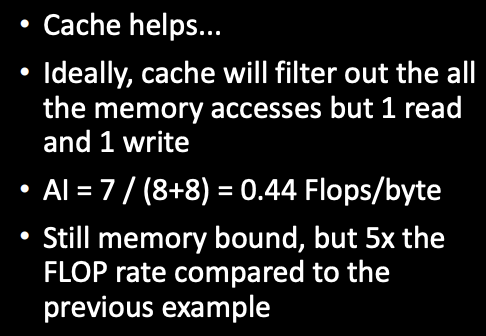 • Cache helps...
• Ideally, cache will filter out the all
the memory accesses but 1 read
and 1 write
• AI = 7 / (8+8) = 0.44 Flops/byte
• Still memory bound, but 5x the
FLOP rate compared to the
previous example